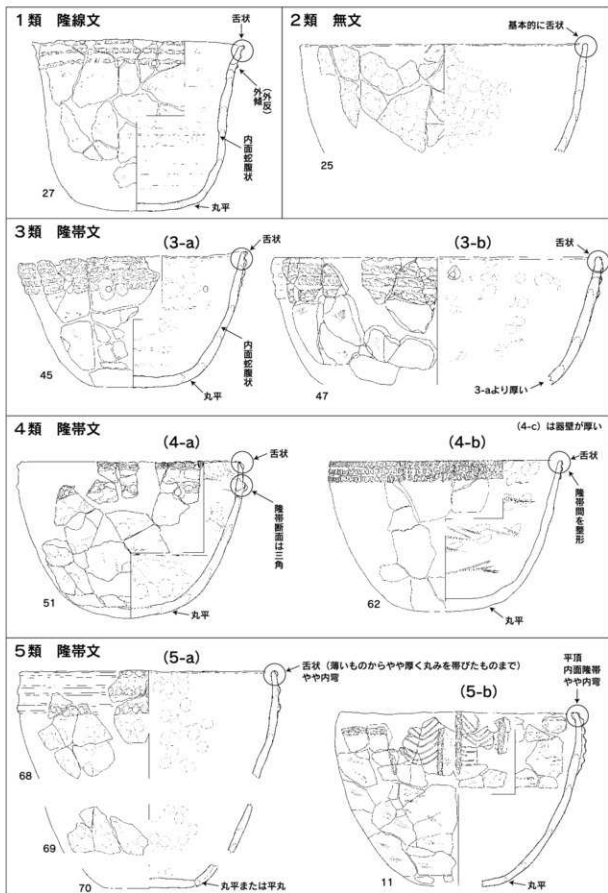 1類 隆線文
舌状
外傾
(外反)
内面蛇腹状
丸平
27
2類 無文
基本的に舌状
25
3類 隆帯文
(3-a)
舌状
内面蛇腹状
丸平
45
(3-b)
舌状
3-aより厚い
47
4類 隆帯文
(4-c)は器壁が厚い
(4-a)
舌状
隆帯断面は三角
丸平
51
(4-b)
舌状
隆帯間を整形
丸平
62
5類 隆帯文
(5-a)
舌状(薄いものからやや厚く丸みを帯びたものまで)
やや内弯
68
69
70
丸平または平丸
(5-b)
平頂
内面隆帯
やや内弯
11
丸平